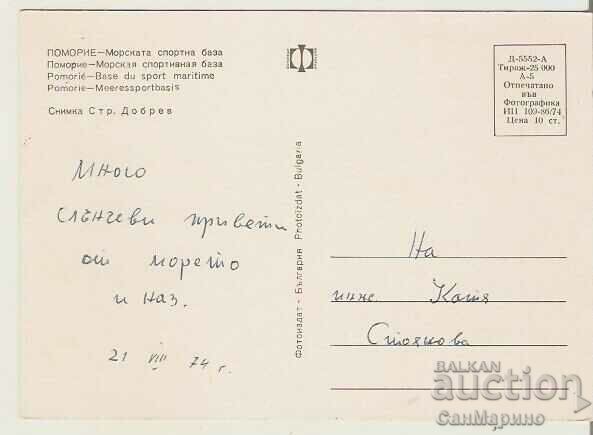 ПОМОРИЕ—Морската спортна база
Поморие—Морская спортивная база
Pomorié—Base du sport maritime
Pomorie—Meeressportbasis
Снимка Стр. Добрев
Много
слънчеви привети
от морето
и наз.
21 VIII 74 г.
Фотоиздат - България Photoizdat - Bulgaria
Д-5552-А
Тираж-25 000
А-5
Отпечатано
във
Фотографика
ИП 109-86/74
Цена 10 ст.
На
инж. Катя
Стоянова
BALKAN
auction
СанМарино